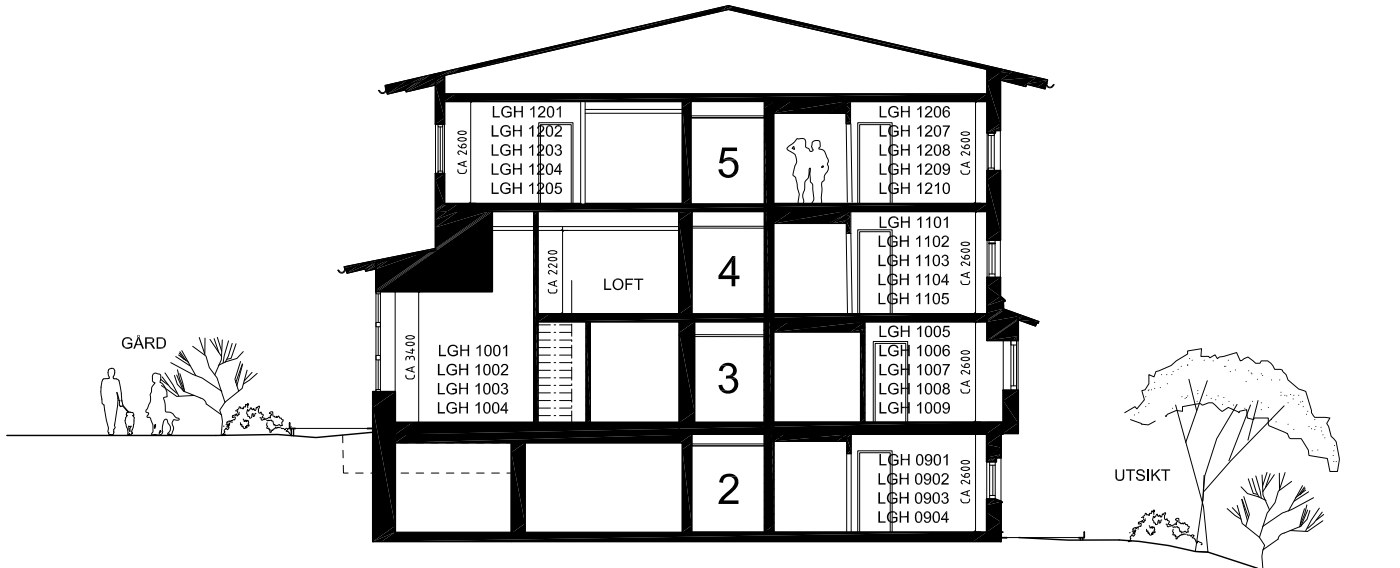 CA 2600
LGH 1201
LGH 1202
LGH 1203
LGH 1204
LGH 1205
5
LGH 1206
LGH 1207
LGH 1208
LGH 1209
LGH 1210
CA 2600
CA 2200
LOFT
4
LGH 1101
LGH 1102
LGH 1103
LGH 1104
LGH 1105
CA 2600
GÅRD
CA 3400
LGH 1001
LGH 1002
LGH 1003
LGH 1004
3
LGH 1005
LGH 1006
LGH 1007
LGH 1008
LGH 1009
CA 2600
2
LGH 0901
LGH 0902
LGH 0903
LGH 0904
CA 2600
UTSIKT